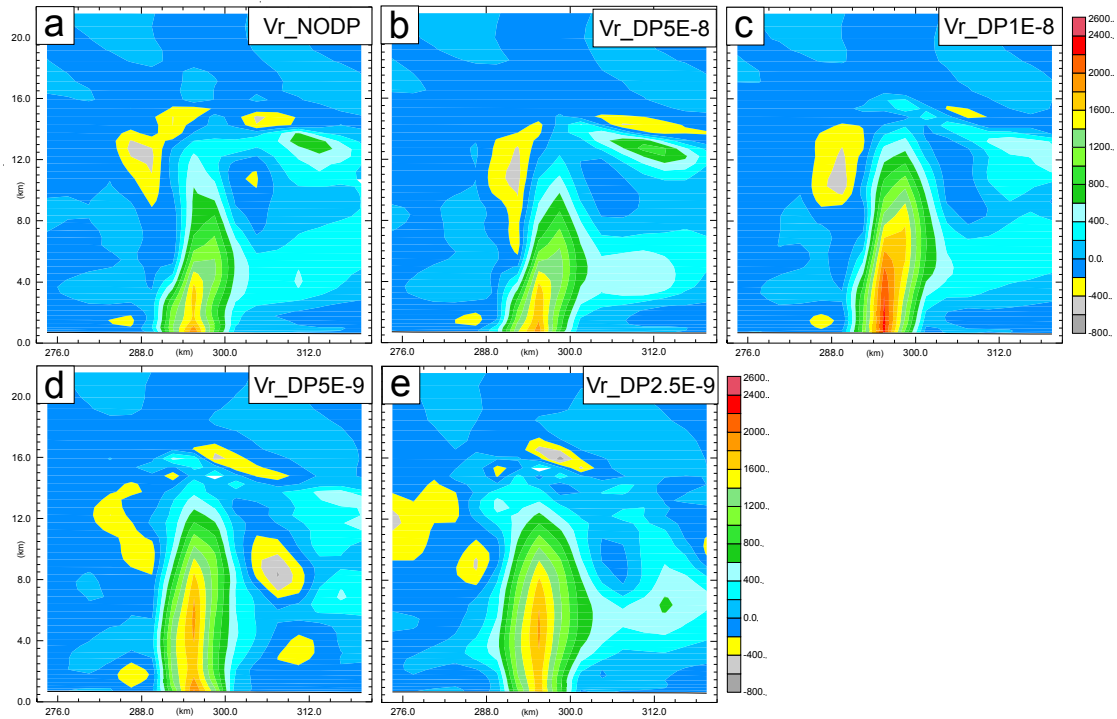 a Vr_NODP
b Vr_DP5E-8
c Vr_DP1E-8
20.0
16.0
12.0
(km)
8.0
4.0
0.0
276.0 288.0 (km) 300.0 312.0
276.0 288.0 (km) 300.0 312.0
276.0 288.0 (km) 300.0 312.0
2600..
2400..
2000..
1600..
1200..
800..
400..
0.0.
-400..
-800..
d Vr_DP5E-9
e Vr_DP2.5E-9
20.0
16.0
12.0
(km)
8.0
4.0
0.0
276.0 288.0 (km) 300.0 312.0
276.0 288.0 (km) 300.0 312.0
2600..
2400..
2000..
1600..
1200..
800..
400..
0.0.
-400..
-800..